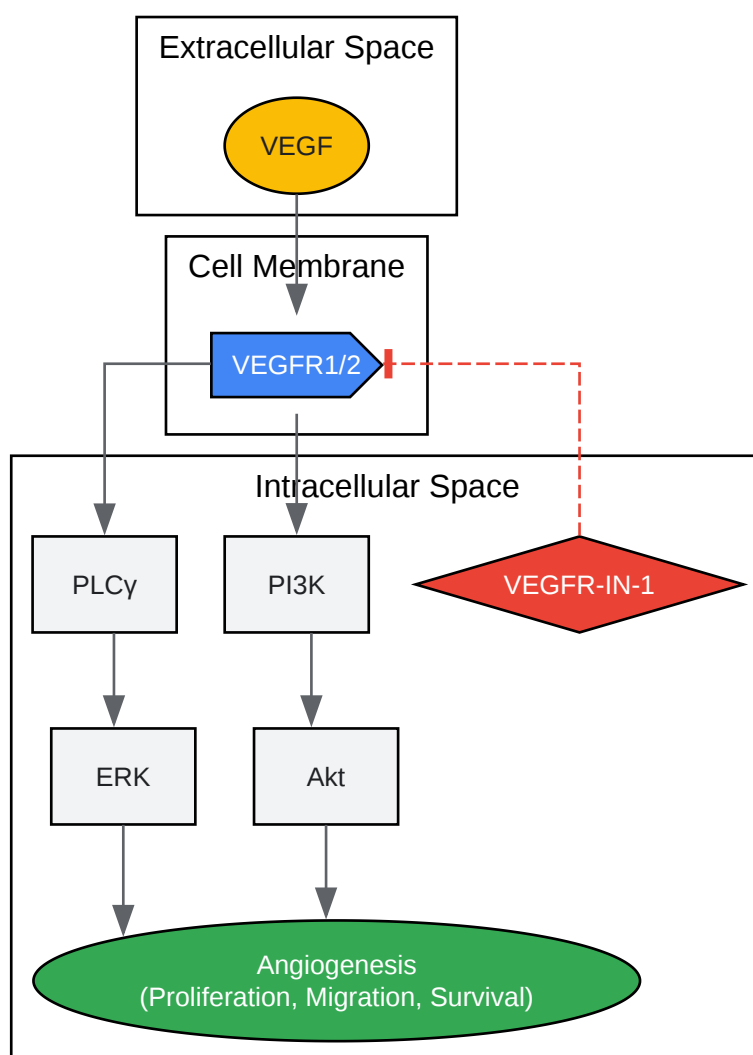 Extracellular Space
VEGF
Cell Membrane
VEGFR1/2
Intracellular Space
PLCγ
PI3K
VEGFR-IN-1
ERK
Akt
Angiogenesis
(Proliferation, Migration, Survival)